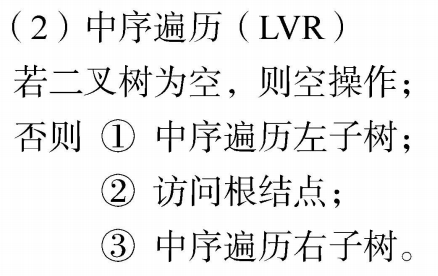 （2）中序遍历（LVR）
若二叉树为空，则空操作；
否则 ① 中序遍历左子树；
② 访问根结点；
③ 中序遍历右子树。